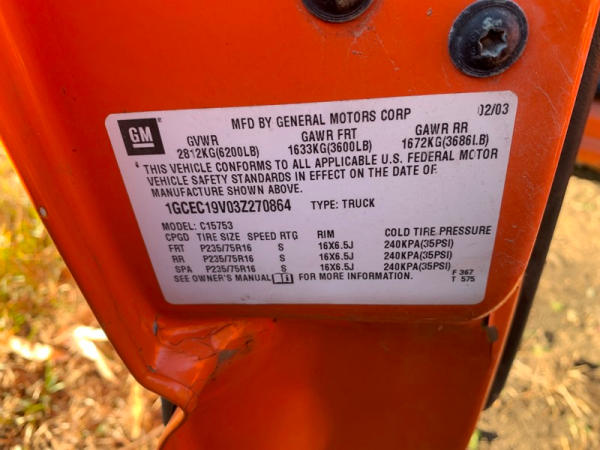 MFD BY GENERAL MOTORS CORP 02/03
GM
GVWR GAWR FRT GAWR RR
2812KG(6200LB) 1633KG(3600LB) 1672KG(3686LB)
THIS VEHICLE CONFORMS TO ALL APPLICABLE U.S. FEDERAL MOTOR
VEHICLE SAFETY STANDARDS IN EFFECT ON THE DATE OF
MANUFACTURE SHOWN ABOVE.
1GCEC19V03Z270864 TYPE: TRUCK
MODEL: C15753
CPGD TIRE SIZE SPEED RTG RIM COLD TIRE PRESSURE
FRT P235/75R16 S 16X6.5J 240KPA(35PSI)
RR P235/75R16 S 16X6.5J 240KPA(35PSI)
SPA P235/75R16 S 16X6.5J 240KPA(35PSI)
SEE OWNER'S MANUAL FOR MORE INFORMATION.
F 367
T 575